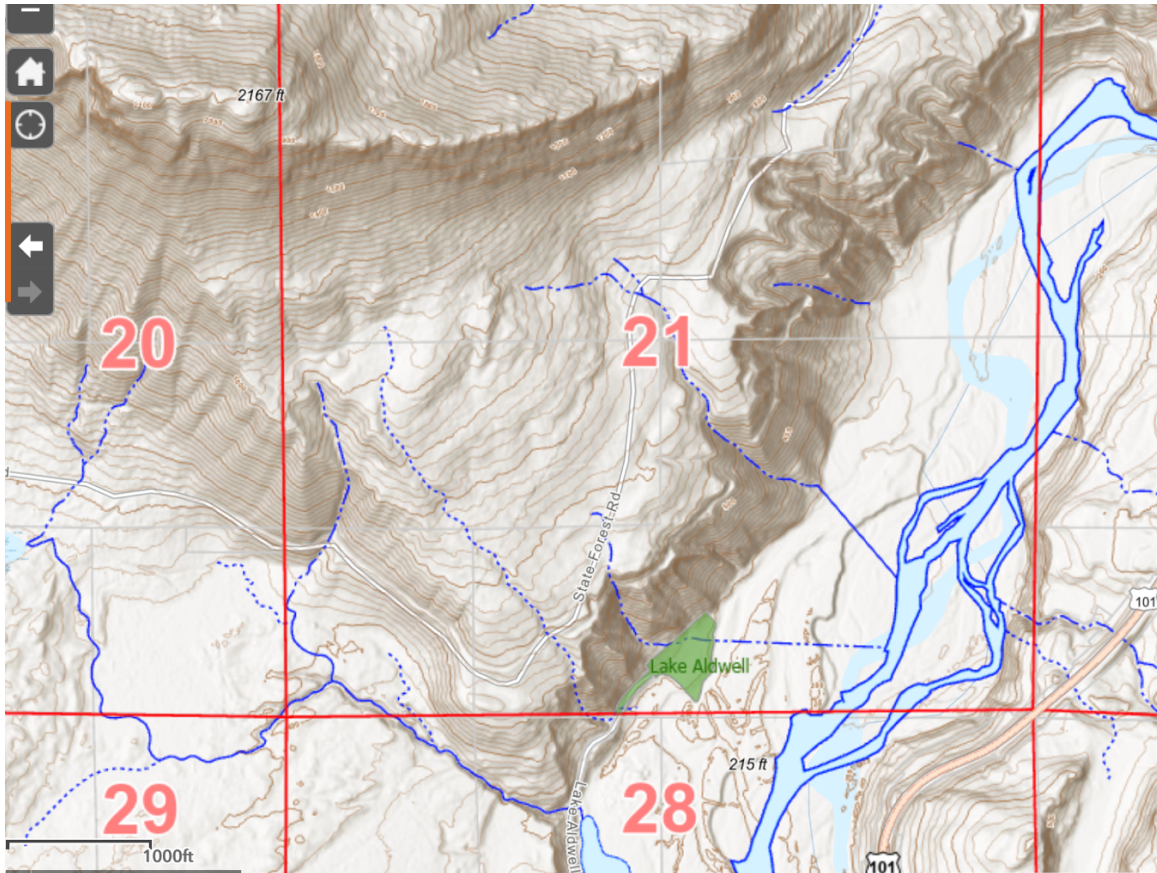 2167 ft
20
21
State Forest Rd
101
Lake Aldwell
215 ft
29
28
Lake Aldwell
1000ft
101